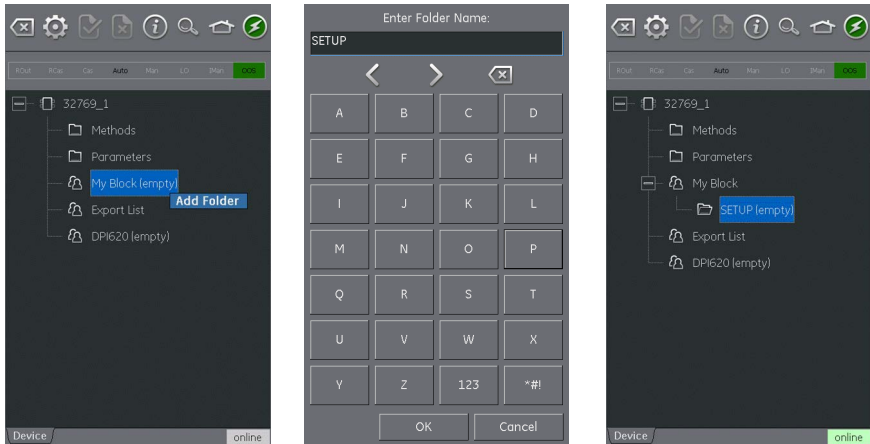 ROut RCas Cas Auto Man LO IMan OOS
32769_1
Methods
Parameters
My Block (empty)
Add Folder
Export List
DPI620 (empty)
Device online
Enter Folder Name:
SETUP
A B C D
E F G H
I J K L
M N O P
Q R S T
U V W X
Y Z 123 *#!
OK Cancel
ROut RCas Cas Auto Man LO IMan OOS
32769_1
Methods
Parameters
My Block
SETUP (empty)
Export List
DPI620 (empty)
Device online